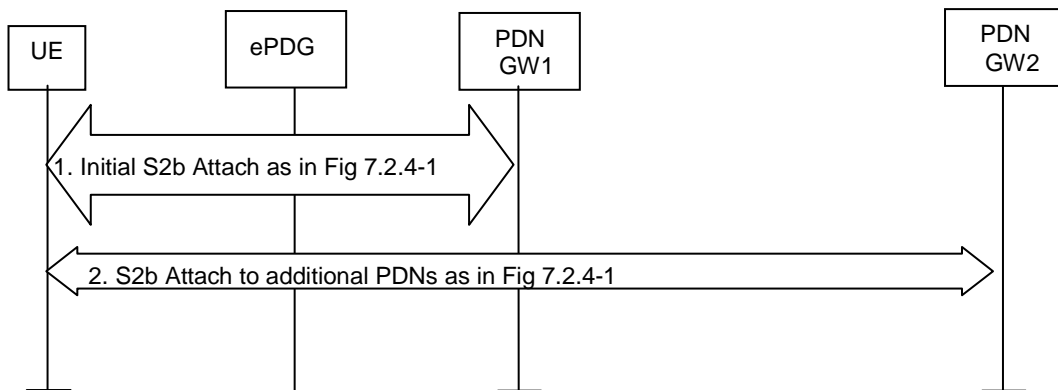 UE
ePDG
PDN
GW1
PDN
GW2
1. Initial S2b Attach as in Fig 7.2.4-1
2. S2b Attach to additional PDNs as in Fig 7.2.4-1